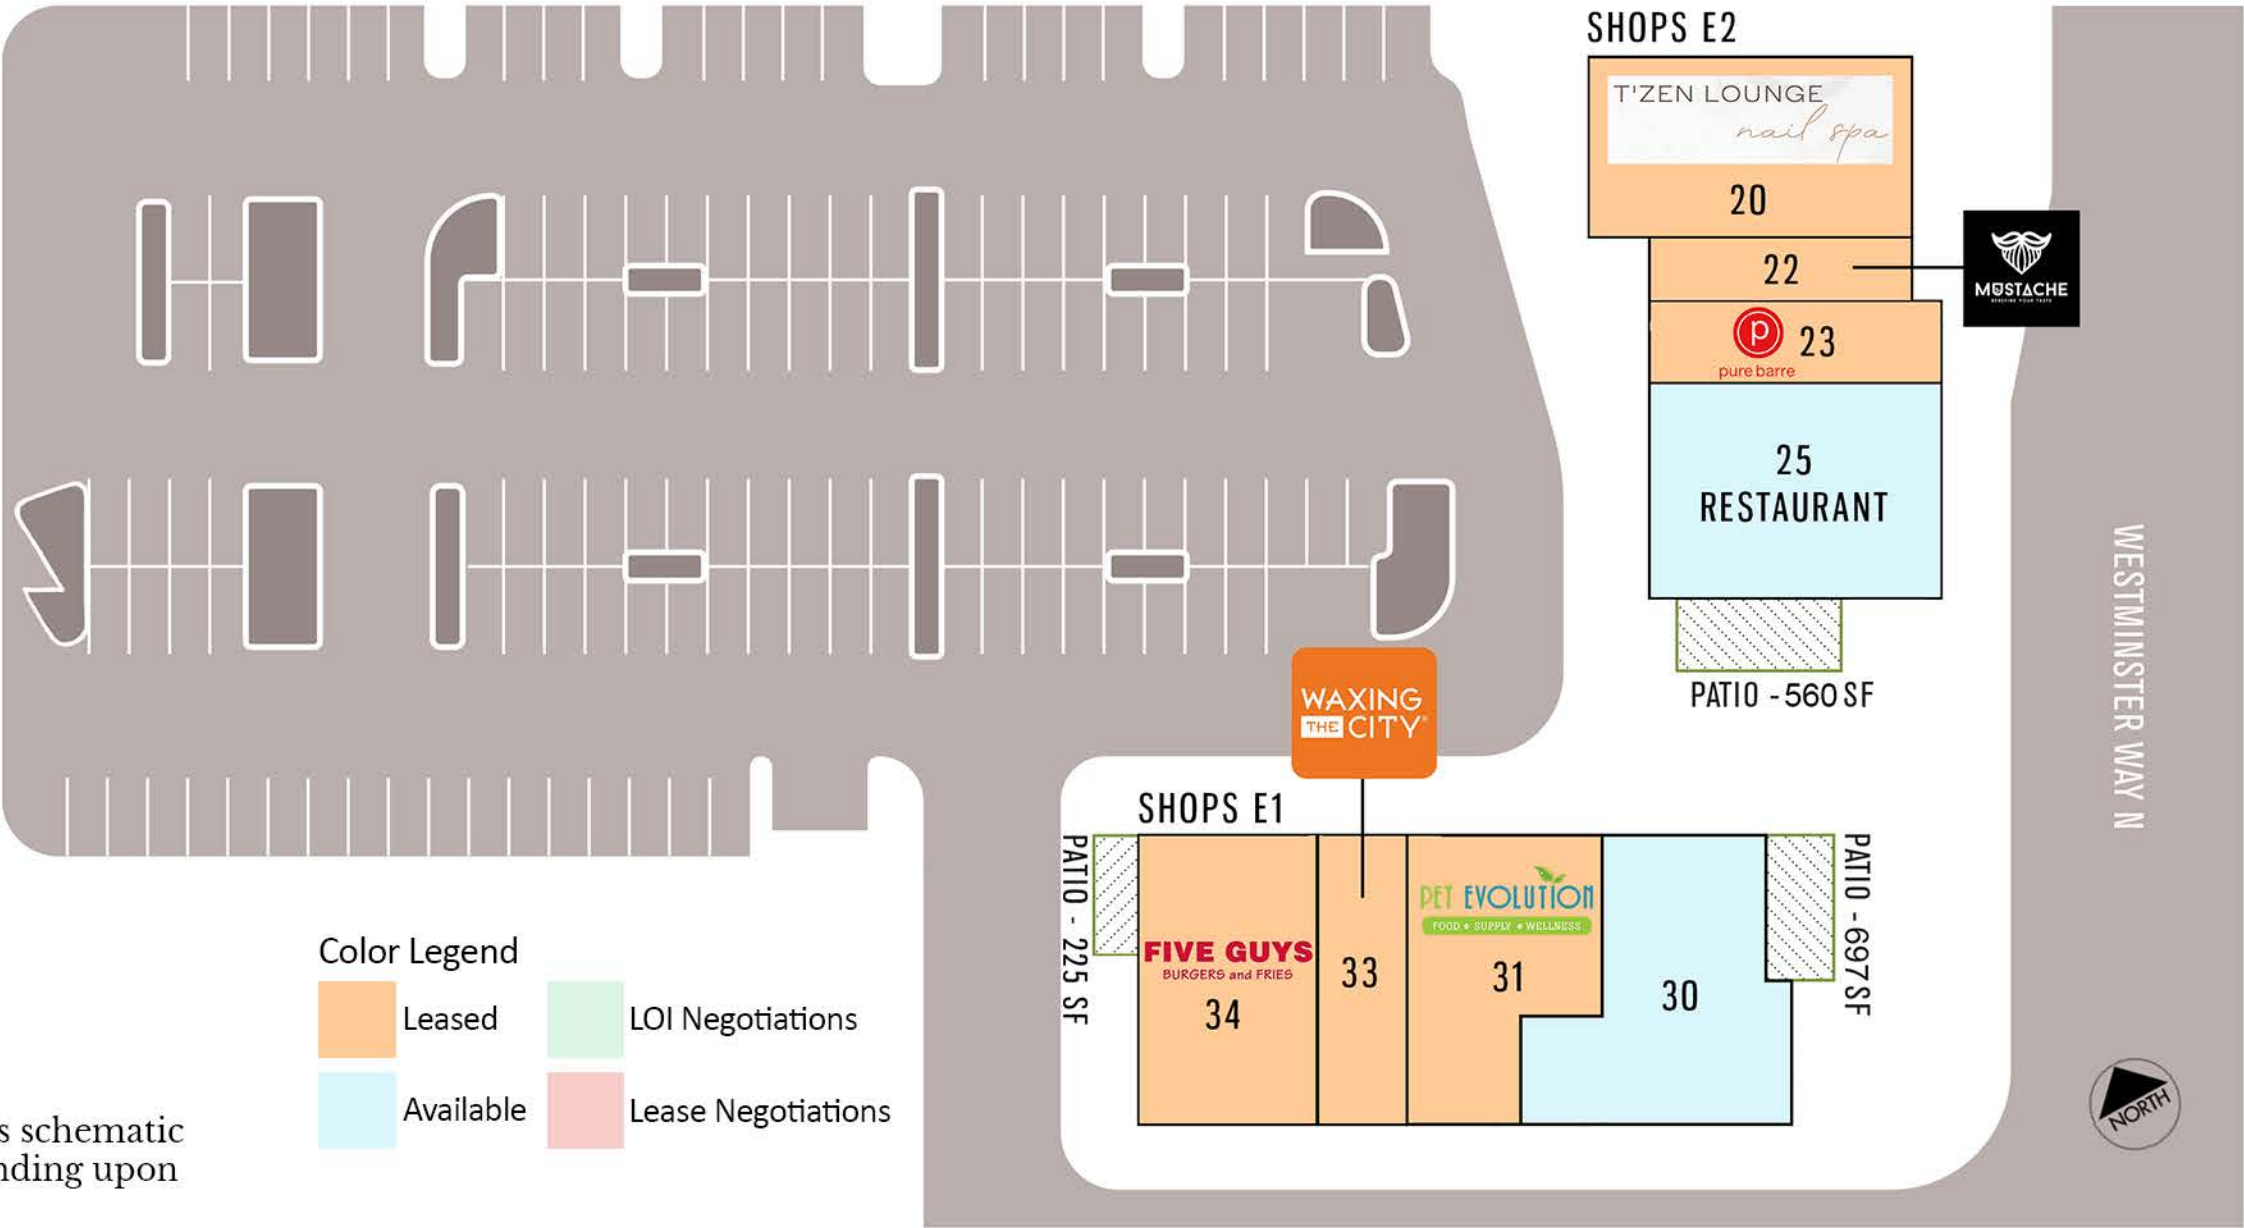 SHOPS E2
T'ZEN LOUNGE
nail spa
20
22
MUSTACHE
p
23
pure barre
25
RESTAURANT
PATIO - 560 SF
WESTMINSTER WAY N
WAXING
THE CITY
SHOPS E1
PATIO - 225 SF
FIVE GUYS
BURGERS and FRIES
34
33
PET EVOLUTION
FOOD • SUPPLY • WELLNESS
31
30
PATIO - 697 SF
Color Legend
Leased
LOI Negotiations
Available
Lease Negotiations
s schematic
nding upon
NORTH